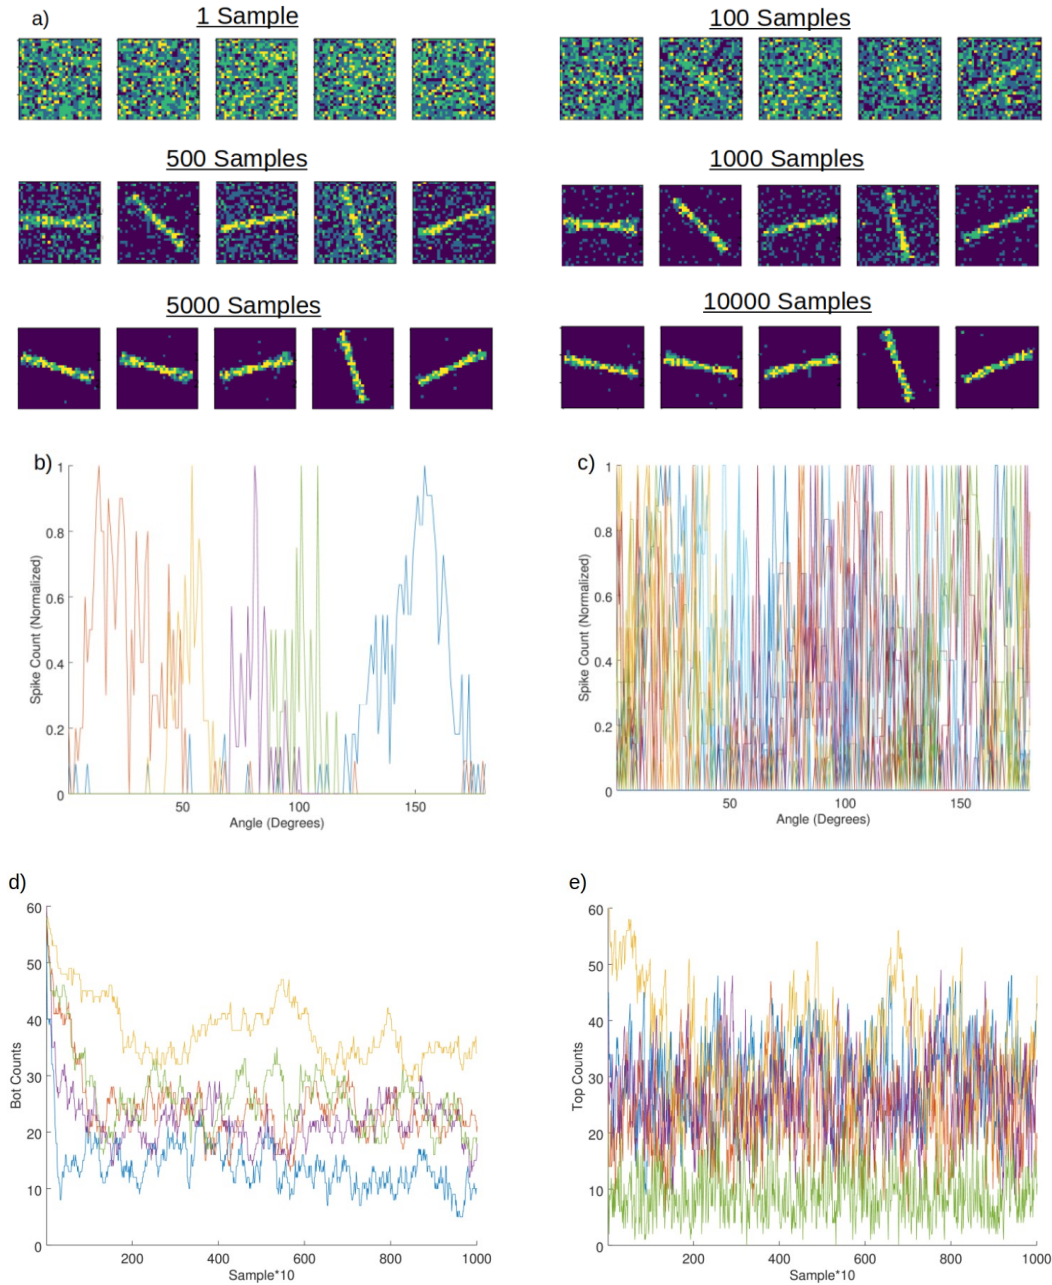 a)
1 Sample
100 Samples
500 Samples
1000 Samples
5000 Samples
10000 Samples
b)
1
0.8
0.6
0.4
0.2
0
Spike Count (Normalized)
50
100
150
Angle (Degrees)
c)
1
0.8
0.6
0.4
0.2
0
Spike Count (Normalized)
50
100
150
Angle (Degrees)
d)
60
50
40
30
20
10
0
Bot Counts
200
400
600
800
1000
Sample*10
e)
60
50
40
30
20
10
0
Top Counts
200
400
600
800
1000
Sample*10